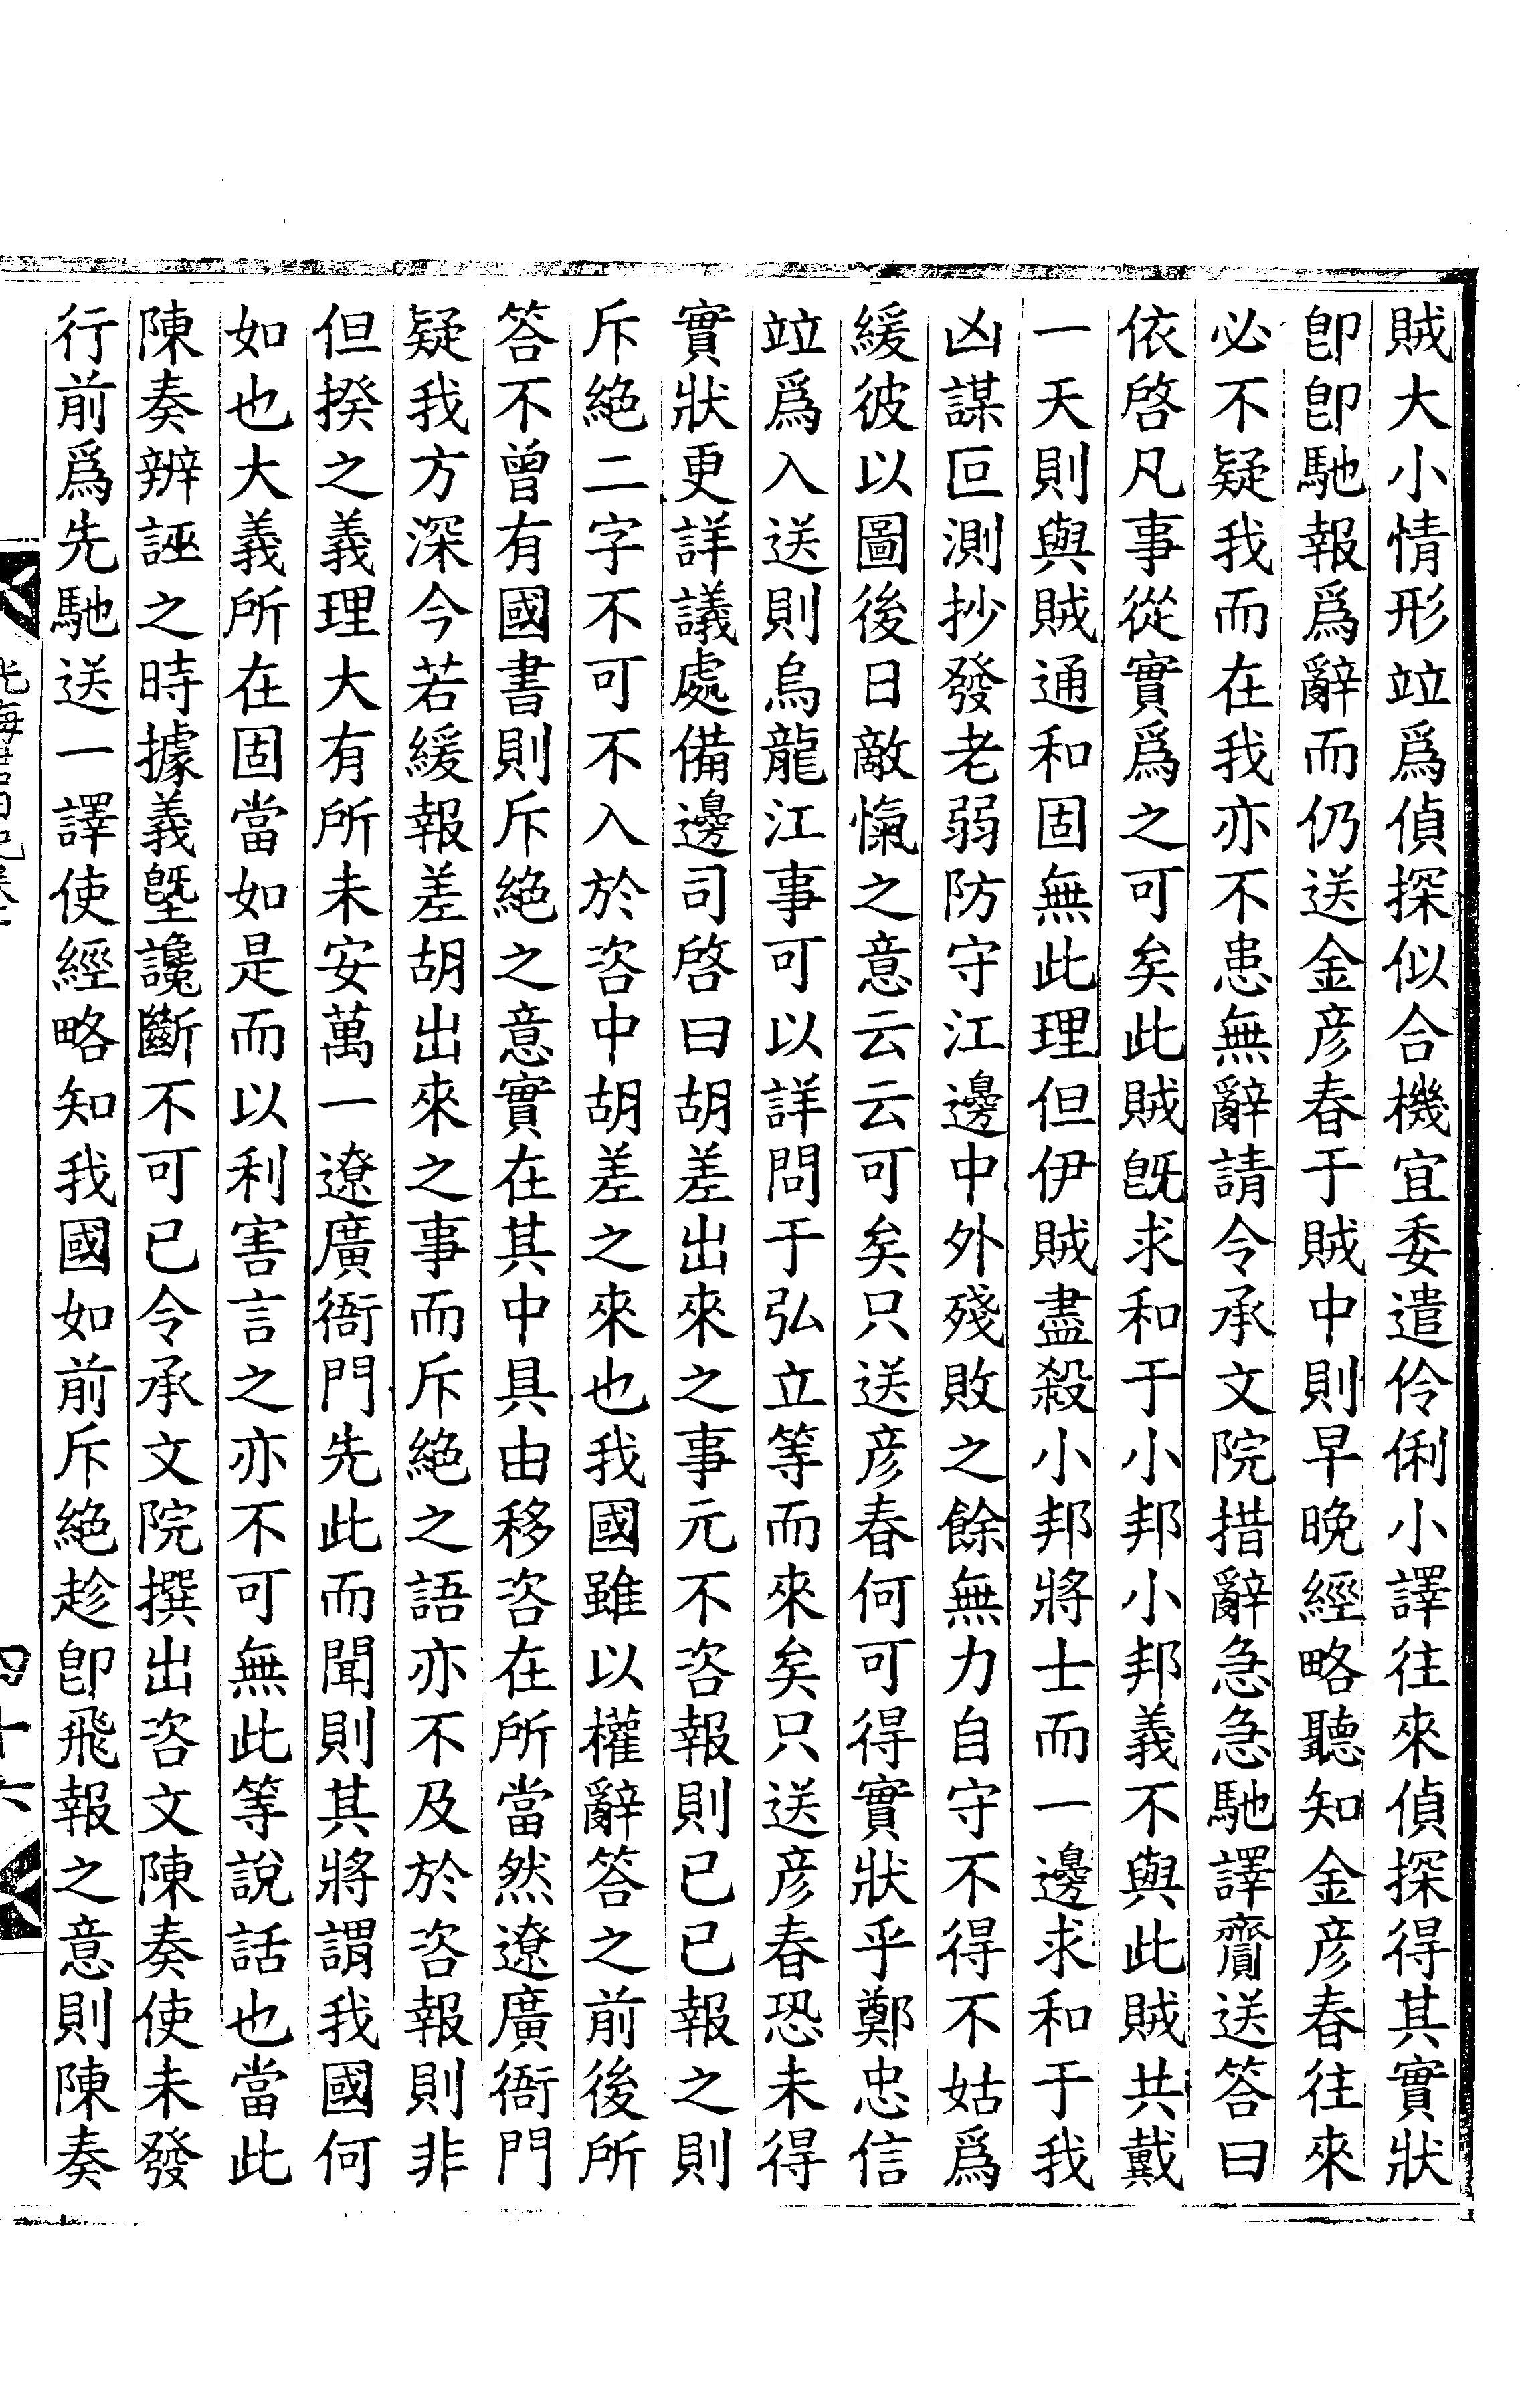 賊大小情形竝爲偵探似合機宜委遣伶俐小譯往來偵探得其實狀
卽卽馳報爲辭而仍送金彦春于賊中則早晚經略聽知金彦春往來
必不疑我而在我亦不患無辭請令承文院措辭急急馳譯齎送答曰
依啓凡事從實爲之可矣此賊旣求和于小邦小邦義不與此賊共戴
一天則與賊通和固無此理但伊賊盡殺小邦將士而一邊求和于我
凶謀叵測抄發老弱防守江邊中外殘敗之餘無力自守不得不姑爲
緩彼以圖後日敵愾之意云云可矣只送彦春何可得實狀乎鄭忠信
竝爲入送則烏龍江事可以詳問于弘立等而來矣只送彦春恐未得
實狀更詳議處備邊司啓曰胡差出來之事元不咨報則已已報之則
斥絶二字不可不入於咨中胡差之來也我國雖以權辭答之前後所
答不曾有國書則斥絶之意實在其中具由移咨在所當然遼廣衙門
疑我方深今若緩報差胡出來之事而斥絶之語亦不及於咨報則非
但揆之義理大有所未安萬一遼廣衙門先此而聞則其將謂我國何
如也大義所在固當如是而以利害言之亦不可無此等說話也當此
陳奏辨誣之時據義塈讒斷不可已令承文院撰出咨文陳奏使未發
行前爲先馳送一譯使經略知我國如前斥絶趁卽飛報之意則陳奏
四十六